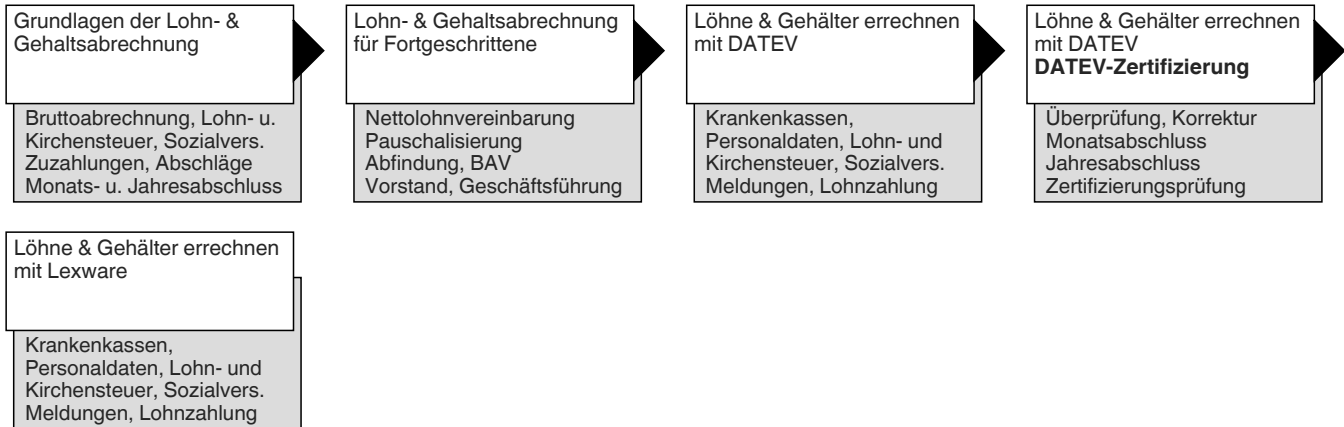 Grundlagen der Lohn- &
Gehaltsabrechnung
Bruttoabrechnung, Lohn- u.
Kirchensteuer, Sozialvers.
Zuzahlungen, Abschläge
Monats- u. Jahresabschluss
Lohn- & Gehaltsabrechnung
für Fortgeschrittene
Nettolohnvereinbarung
Pauschalisierung
Abfindung, BAV
Vorstand, Geschäftsführung
Löhne & Gehälter errechnen
mit DATEV
Krankenkassen,
Personaldaten, Lohn- und
Kirchensteuer, Sozialvers.
Meldungen, Lohnzahlung
Löhne & Gehälter errechnen
mit DATEV
DATEV-Zertifizierung
Überprüfung, Korrektur
Monatsabschluss
Jahresabschluss
Zertifizierungsprüfung
Löhne & Gehälter errechnen
mit Lexware
Krankenkassen,
Personaldaten, Lohn- und
Kirchensteuer, Sozialvers.
Meldungen, Lohnzahlung